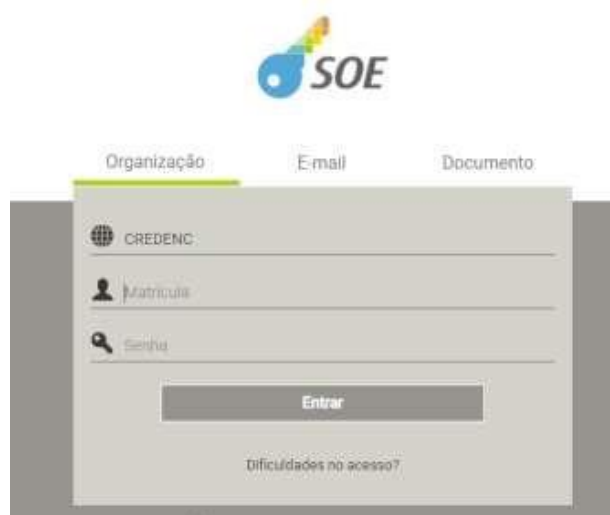 SOE
Organização E-mail Documento
CREDENC
Matrícula
Senha
Entrar
Dificuldades no acesso?